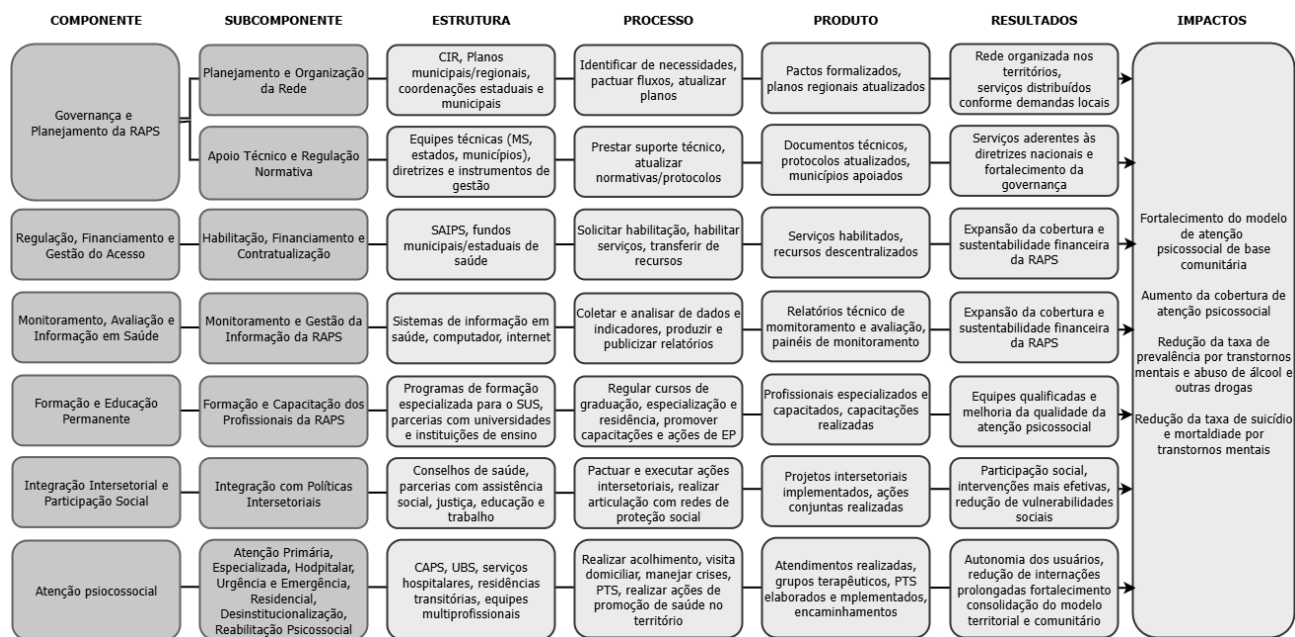 COMPONENTE
SUBCOMPONENTE
ESTRUTURA
PROCESSO
PRODUTO
RESULTADOS
IMPACTOS
Governança e
Planejamento da RAPS
Planejamento e Organização
da Rede
CIR, Planos
municipais/regionais,
coordenações estaduais e
municipais
Identificar de necessidades,
pactuar fluxos, atualizar
planos
Pactos formalizados,
planos regionais atualizados
Rede organizada nos
territórios,
serviços distribuídos
conforme demandas locais
Apoio Técnico e Regulação
Normativa
Equipes técnicas (MS,
estados, municípios),
diretrizes e instrumentos de
gestão
Prestar suporte técnico,
atualizar
normativas/protocolos
Documentos técnicos,
protocolos atualizados,
municípios apoiados
Serviços aderentes às
diretrizes nacionais e
fortalecimento da
governança
Regulação, Financiamento e
Gestão do Acesso
Habilitação, Financiamento e
Contratualização
SAIPS, fundos
municipais/estaduais de
saúde
Solicitar habilitação, habilitar
serviços, transferir de
recursos
Serviços habilitados,
recursos descentralizados
Expansão da cobertura e
sustentabilidade financeira
da RAPS
Monitoramento, Avaliação e
Informação em Saúde
Monitoramento e Gestão da
Informação da RAPS
Sistemas de informação em
saúde, computador, internet
Coletar e analisar de dados e
indicadores, produzir e
publicizar relatórios
Relatórios técnico de
momitoramento e avaliação,
painéis de monitoramento
Expansão da cobertura e
sustentabilidade financeira
da RAPS
Formação e Educação
Permanente
Formação e Capacitação dos
Profissionais da RAPS
Programas de formação
especializada para o SUS,
parcerias com universidades
e instituições de ensino
Regular cursos de
graduação, especialização e
residência, promover
capacitações e ações de EP
Profissionais especializados e
capacitados, capacitações
realizadas
Equipes qualificadas e
melhoria da qualidade da
atenção psicossocial
Integração Intersetorial e
Participação Social
Integração com Políticas
Intersetoriais
Conselhos de saúde,
parcerias com assistência
social, justiça, educação e
trabalho
Pactuar e executar ações
intersetoriais, realizar
articulação com redes de
proteção social
Projetos intersetoriais
implementados, ações
conjuntas realizadas
Participação social,
intervenções mais efetivas,
redução de vulnerabilidades
sociais
Atenção psiocossocial
Atenção Primária,
Especializada, Hodpitalar,
Urgência e Emergência,
Residencial,
Desinstitucionalização,
Reabilitação Psicossocial
CAPS, UBS, serviços
hospitalares, residências
transitórias, equipes
multiprofissionais
Realizar acolhimento, visita
domiciliar, manejar crises,
PTS, realizar ações de
promoção de saúde no
território
Atendimentos realizadas,
grupos terapêuticos, PTS
elaborados e mplementados,
encaminhamentos
Autonomia dos usuários,
redução de internações
prolongadas fortalecimento
consolidação do modelo
territorial e comunitário
Fortalecimento do modelo
de atenção
psicossocial de base
comunitária
Aumento da cobertura de
atenção psicossocial
Redução da taxa de
prevalência por transtornos
mentais e abuso de álcool e
outras drogas
Redução da taxa de suicídio
e mortaldiade por
transtornos mentais